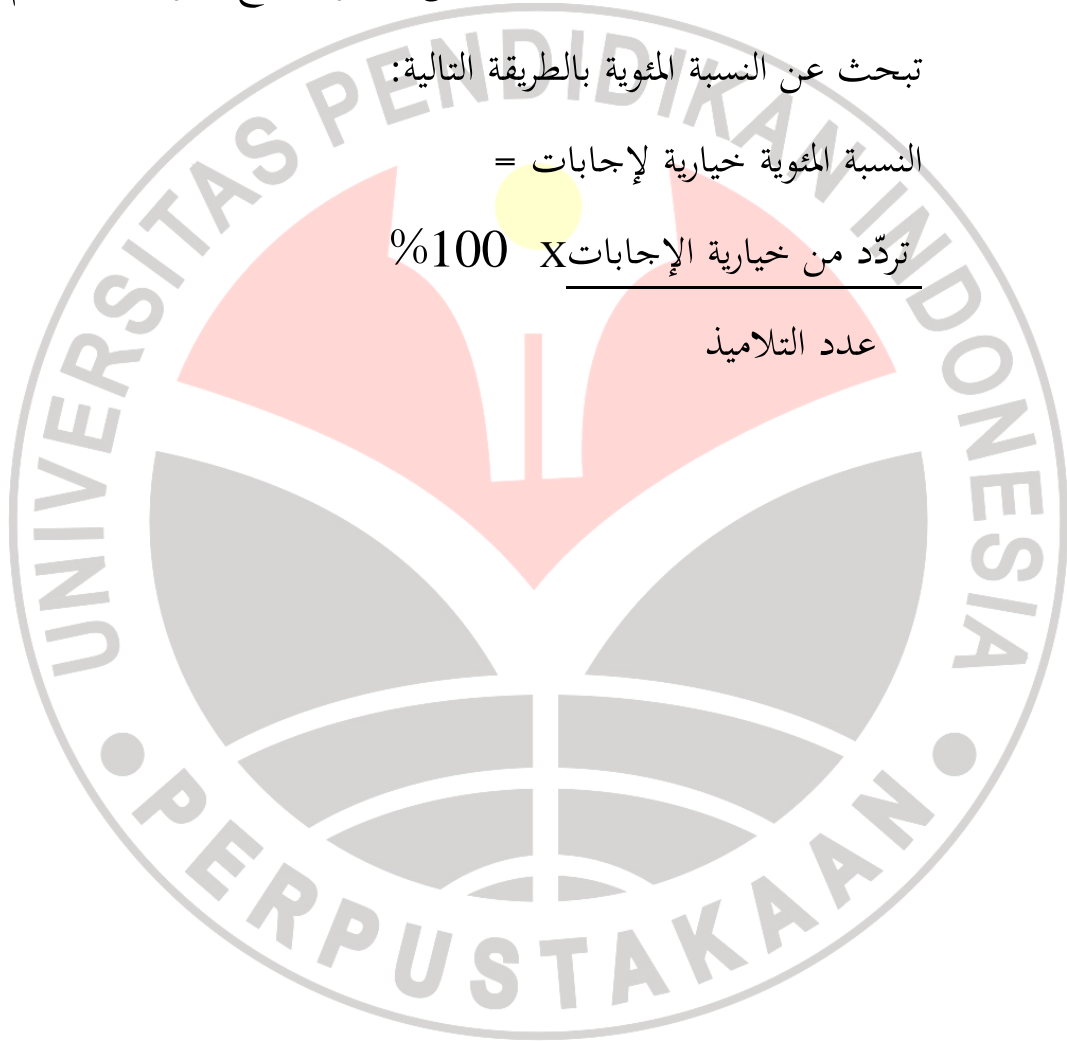 تبحث عن النسبة المئوية بالطريقة التالية:
النسبة المئوية خيارية لإجابات =
تردّد من خيارية الإجابات X 100%
عدد التلاميذ
UNIVERSITAS PENDIDIKAN INDONESIA
PERPUSTAKAAN